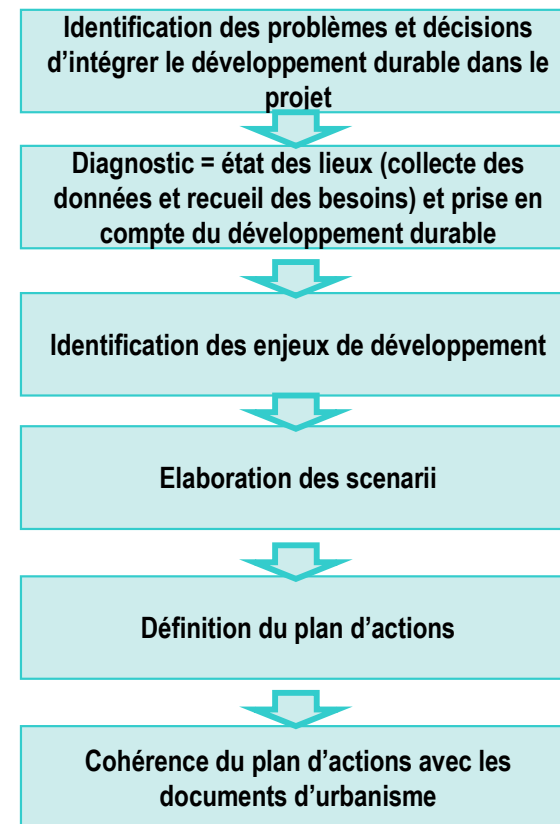 Identification des problèmes et décisions
d’intégrer le développement durable dans le
projet
Diagnostic = état des lieux (collecte des
données et recueil des besoins) et prise en
compte du développement durable
Identification des enjeux de développement
Elaboration des scenarii
Définition du plan d’actions
Cohérence du plan d’actions avec les
documents d’urbanisme